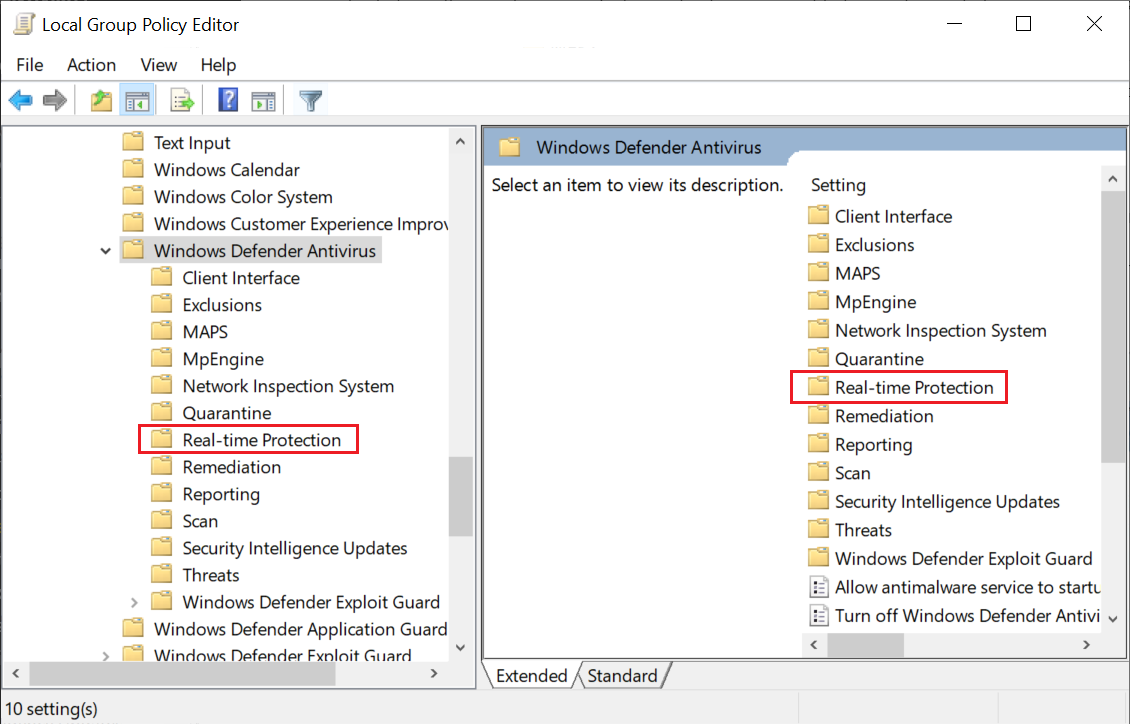 Local Group Policy Editor
File Action View Help
Text Input
Windows Calendar
Windows Color System
Windows Customer Experience Improv
Windows Defender Antivirus
Client Interface
Exclusions
MAPS
MpEngine
Network Inspection System
Quarantine
Real-time Protection
Remediation
Reporting
Scan
Security Intelligence Updates
Threats
Windows Defender Exploit Guard
Windows Defender Application Guard
Windows Defender Exploit Guard
Windows Defender Antivirus
Select an item to view its description.
Setting
Client Interface
Exclusions
MAPS
MpEngine
Network Inspection System
Quarantine
Real-time Protection
Remediation
Reporting
Scan
Security Intelligence Updates
Threats
Windows Defender Exploit Guard
Allow antimalware service to startu
Turn off Windows Defender Antivi
Extended Standard
10 setting(s)